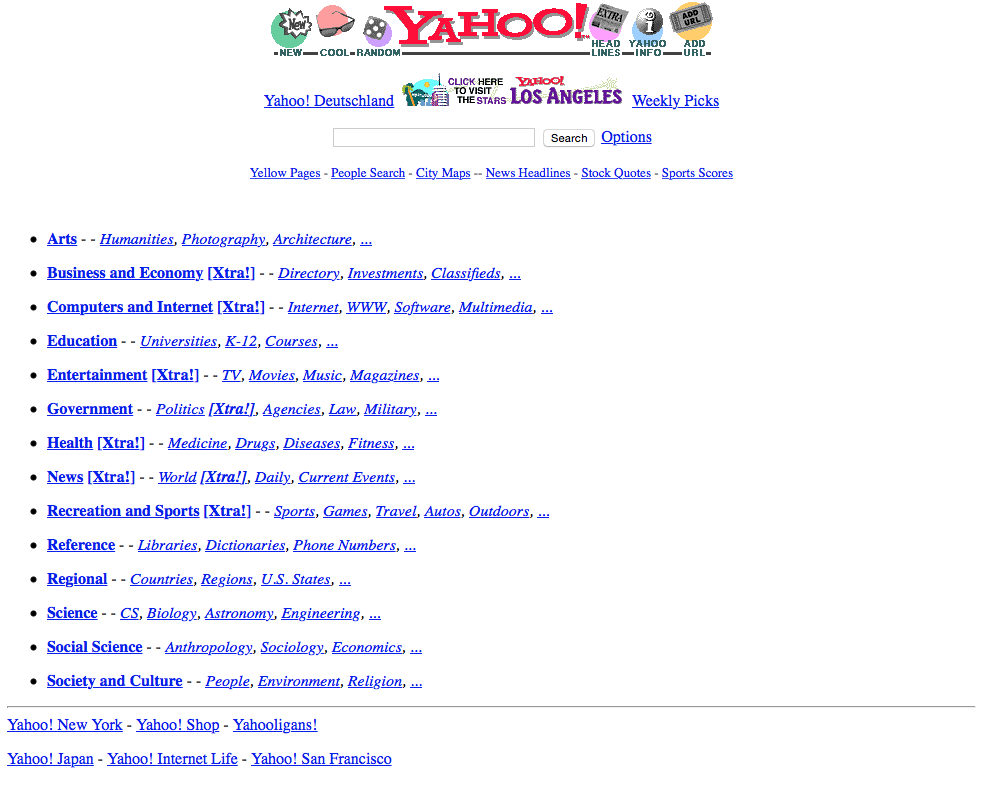 New YAHOO! EXTRA i ADD URL
NEW COOL RANDOM HEAD LINES YAHOO INFO ADD URL
Yahoo! Deutschland CLICK HERE TO VISIT THE STARS YAHOO! LOS ANGELES Weekly Picks
Search Options
Yellow Pages - People Search - City Maps -- News Headlines - Stock Quotes - Sports Scores
• Arts - - Humanities, Photography, Architecture, ...
• Business and Economy [Xtra!] - - Directory, Investments, Classifieds, ...
• Computers and Internet [Xtra!] - - Internet, WWW, Software, Multimedia, ...
• Education - - Universities, K-12, Courses, ...
• Entertainment [Xtra!] - - TV, Movies, Music, Magazines, ...
• Government - - Politics [Xtra!], Agencies, Law, Military, ...
• Health [Xtra!] - - Medicine, Drugs, Diseases, Fitness, ...
• News [Xtra!] - - World [Xtra!], Daily, Current Events, ...
• Recreation and Sports [Xtra!] - - Sports, Games, Travel, Autos, Outdoors, ...
• Reference - - Libraries, Dictionaries, Phone Numbers, ...
• Regional - - Countries, Regions, U.S. States, ...
• Science - - CS, Biology, Astronomy, Engineering, ...
• Social Science - - Anthropology, Sociology, Economics, ...
• Society and Culture - - People, Environment, Religion, ...
Yahoo! New York - Yahoo! Shop - Yahooligans!
Yahoo! Japan - Yahoo! Internet Life - Yahoo! San Francisco